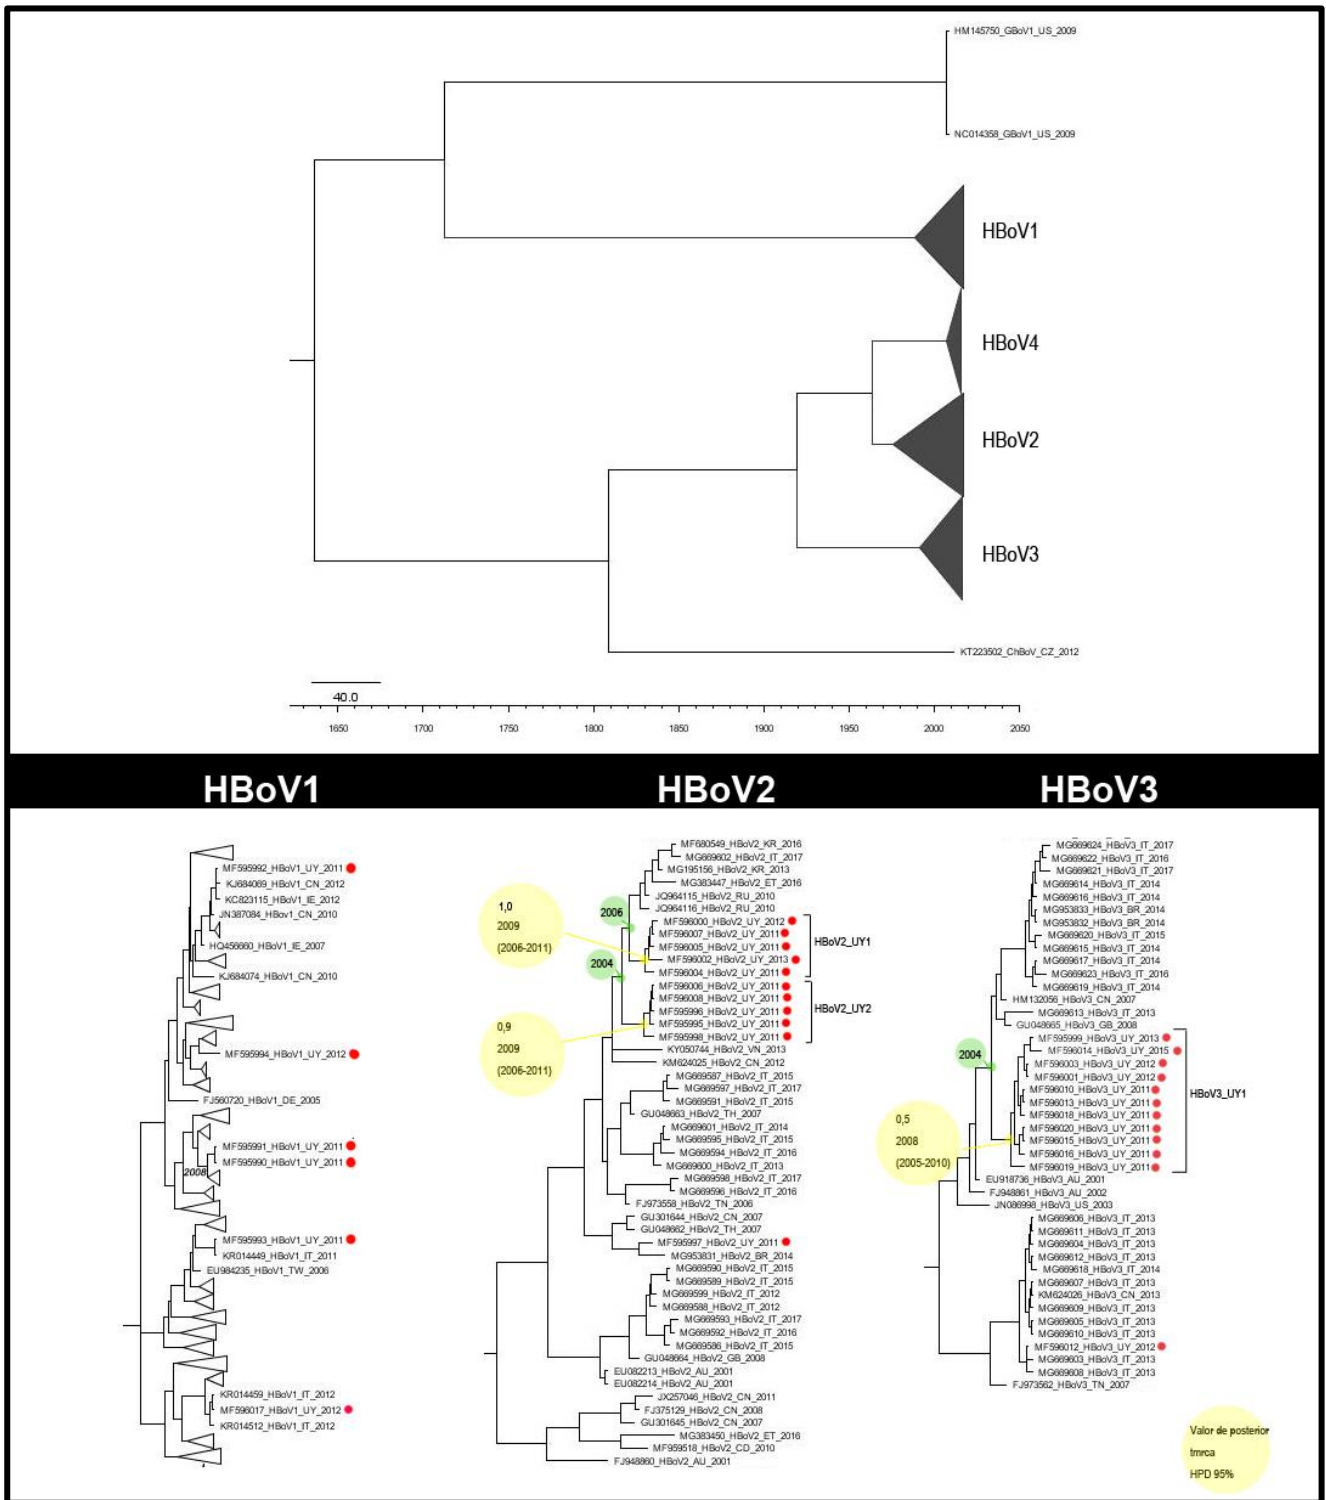 HM145750_GBoV1_US_2009
NC014358_GBoV1_US_2009
HBoV1
HBoV4
HBoV2
HBoV3
KT223502_ChBoV_CZ_2012
40.0
1650 1700 1750 1800 1850 1900 1950 2000 2050
HBoV1 HBoV2 HBoV3
MF595992_HBoV1_UY_2011
KJ684069_HBoV1_CN_2012
KC823115_HBoV1_IE_2012
JN387084_HBov1_CN_2010
HQ456660_HBoV1_IE_2007
KJ684074_HBoV1_CN_2010
MF595994_HBoV1_UY_2012
FJ560720_HBoV1_DE_2005
MF595991_HBoV1_UY_2011
MF595990_HBoV1_UY_2011
2008
MF595993_HBoV1_UY_2011
KR014449_HBoV1_IT_2011
EU984235_HBoV1_TW_2006
KR014459_HBoV1_IT_2012
MF596017_HBoV1_UY_2012
KR014512_HBoV1_IT_2012
MF680549_HBoV2_KR_2016
MG669602_HBoV2_IT_2017
MG195156_HBoV2_KR_2013
MG383447_HBoV2_ET_2016
JQ964115_HBoV2_RU_2010
JQ964116_HBoV2_RU_2010
MF596000_HBoV2_UY_2012
MF596007_HBoV2_UY_2011
MF596005_HBoV2_UY_2011
MF596002_HBoV2_UY_2013
MF596004_HBoV2_UY_2011
HBoV2_UY1
MF596006_HBoV2_UY_2011
MF596008_HBoV2_UY_2011
MF595996_HBoV2_UY_2011
MF595995_HBoV2_UY_2011
MF595998_HBoV2_UY_2011
HBoV2_UY2
2006
2004
1,0
2009
(2006-2011)
0,9
2009
(2006-2011)
KY050744_HBoV2_VN_2013
KM624025_HBoV2_CN_2012
MG669587_HBoV2_IT_2015
MG669597_HBoV2_IT_2017
MG669591_HBoV2_IT_2015
GU048663_HBoV2_TH_2007
MG669601_HBoV2_IT_2014
MG669595_HBoV2_IT_2015
MG669594_HBoV2_IT_2016
MG669600_HBoV2_IT_2013
MG669598_HBoV2_IT_2017
MG669596_HBoV2_IT_2016
FJ973558_HBoV2_TN_2006
GU301644_HBoV2_CN_2007
GU048662_HBoV2_TH_2007
MF595997_HBoV2_UY_2011
MG953831_HBoV2_BR_2014
MG669590_HBoV2_IT_2015
MG669589_HBoV2_IT_2015
MG669599_HBoV2_IT_2012
MG669588_HBoV2_IT_2012
MG669593_HBoV2_IT_2017
MG669592_HBoV2_IT_2016
MG669586_HBoV2_IT_2015
GU048664_HBoV2_GB_2008
EU082213_HBoV2_AU_2001
EU082214_HBoV2_AU_2001
JX257046_HBoV2_CN_2011
FJ375129_HBoV2_CN_2008
GU301645_HBoV2_CN_2007
MG383450_HBoV2_ET_2016
MF959518_HBoV2_CD_2010
FJ948860_HBoV2_AU_2001
MG669624_HBoV3_IT_2017
MG669622_HBoV3_IT_2016
MG669621_HBoV3_IT_2017
MG669614_HBoV3_IT_2014
MG669616_HBoV3_IT_2014
MG953833_HBoV3_BR_2014
MG953832_HBoV3_BR_2014
MG669620_HBoV3_IT_2015
MG669615_HBoV3_IT_2014
MG669617_HBoV3_IT_2014
MG669623_HBoV3_IT_2016
MG669619_HBoV3_IT_2014
HM132056_HBoV3_CN_2007
MG669613_HBoV3_IT_2013
GU048665_HBoV3_GB_2008
MF595999_HBoV3_UY_2013
MF596014_HBoV3_UY_2015
MF596003_HBoV3_UY_2012
MF596001_HBoV3_UY_2012
MF596010_HBoV3_UY_2011
MF596013_HBoV3_UY_2011
MF596018_HBoV3_UY_2011
MF596020_HBoV3_UY_2011
MF596015_HBoV3_UY_2011
MF596016_HBoV3_UY_2011
MF596019_HBoV3_UY_2011
HBoV3_UY1
2004
0,5
2008
(2005-2010)
EU918736_HBoV3_AU_2001
FJ948861_HBoV3_AU_2002
JN086998_HBoV3_US_2003
MG669606_HBoV3_IT_2013
MG669611_HBoV3_IT_2013
MG669604_HBoV3_IT_2013
MG669612_HBoV3_IT_2013
MG669618_HBoV3_IT_2014
MG669607_HBoV3_IT_2013
KM624026_HBoV3_CN_2013
MG669609_HBoV3_IT_2013
MG669605_HBoV3_IT_2013
MG669610_HBoV3_IT_2013
MF596012_HBoV3_UY_2012
MG669603_HBoV3_IT_2013
MG669608_HBoV3_IT_2013
FJ973562_HBoV3_TN_2007
Valor de posterior
tmrca
HPD 95%